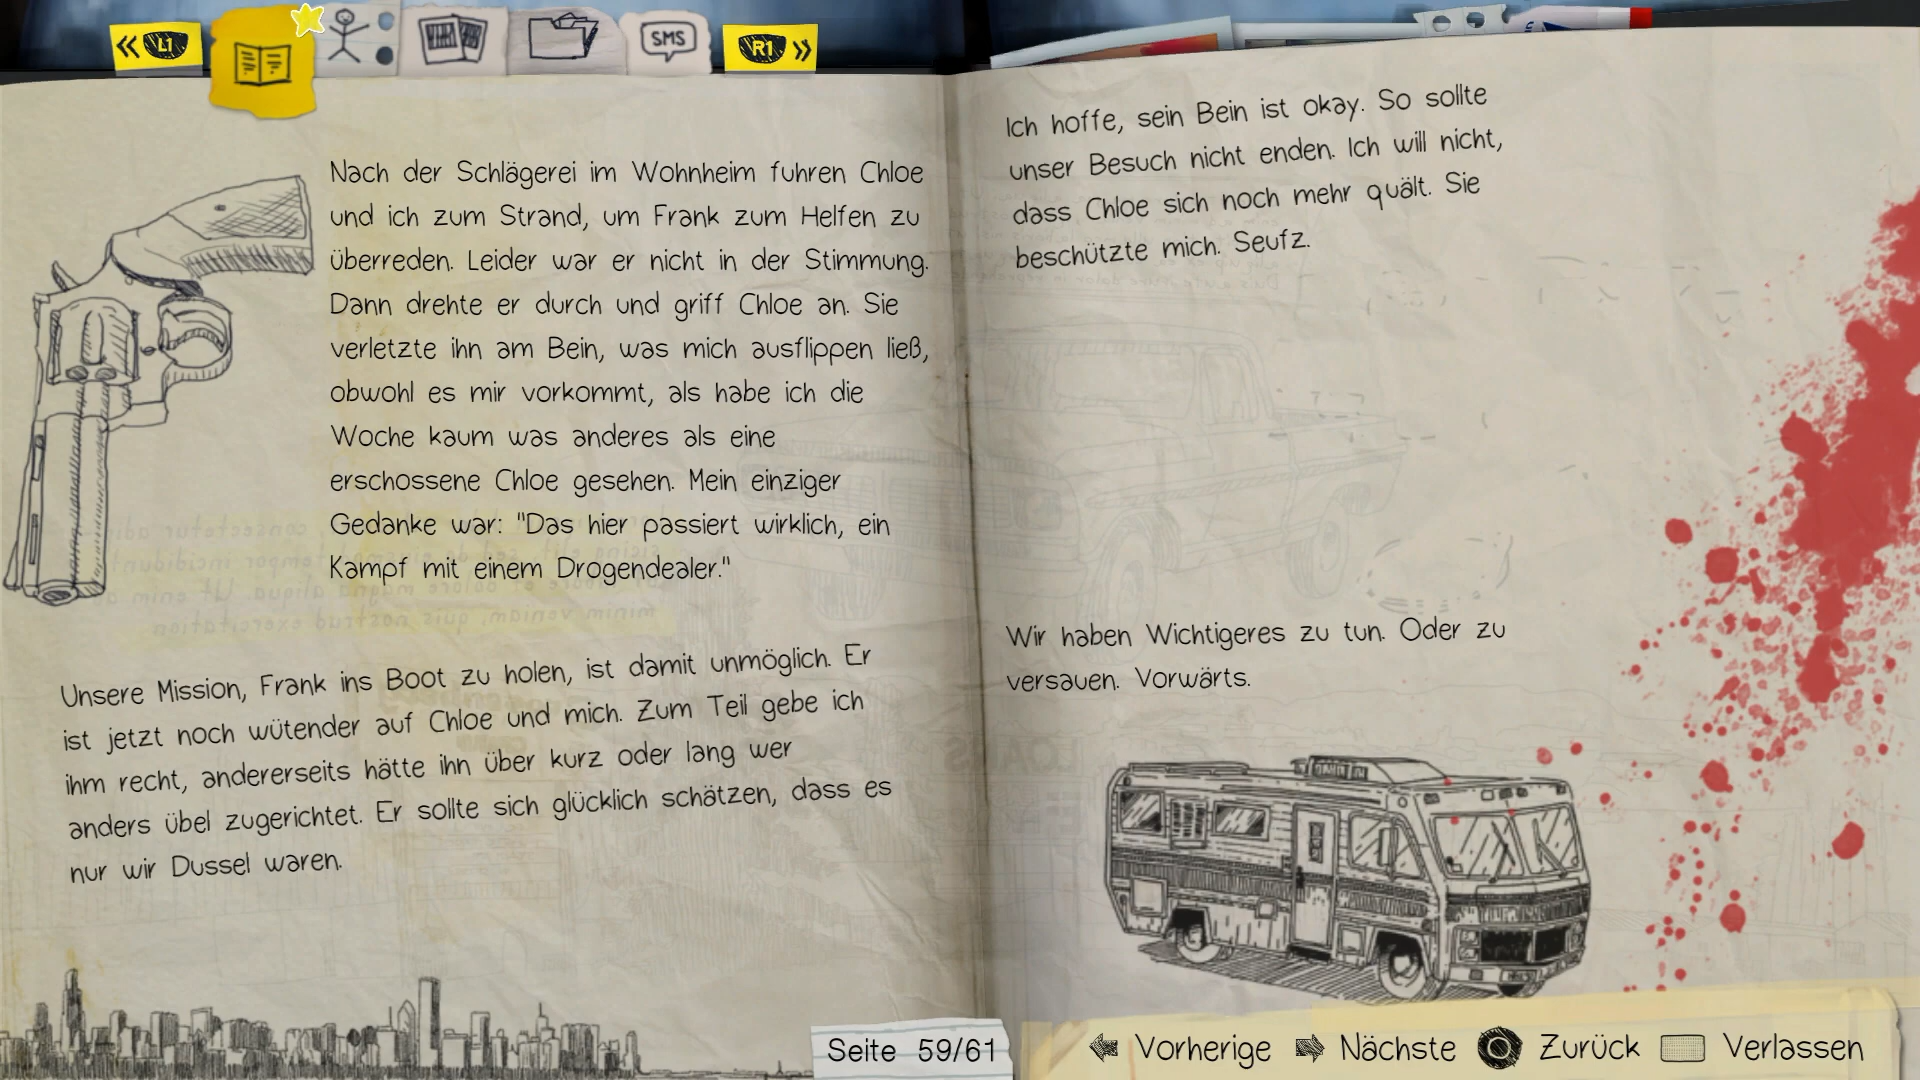 L1
SMS
R1
Nach der Schlägerei im Wohnheim fuhren Chloe
und ich zum Strand, um Frank zum Helfen zu
überreden. Leider war er nicht in der Stimmung.
Dann drehte er durch und griff Chloe an. Sie
verletzte ihn am Bein, was mich ausflippen ließ,
obwohl es mir vorkommt, als habe ich die
Woche kaum was anderes als eine
erschossene Chloe gesehen. Mein einziger
Gedanke war: "Das hier passiert wirklich, ein
Kampf mit einem Drogendealer."
Unsere Mission, Frank ins Boot zu holen, ist damit unmöglich. Er
ist jetzt noch wütender auf Chloe und mich. Zum Teil gebe ich
ihm recht, andererseits hätte ihn über kurz oder lang wer
anders übel zugerichtet. Er sollte sich glücklich schätzen, dass es
nur wir Dussel waren.
Ich hoffe, sein Bein ist okay. So sollte
unser Besuch nicht enden. Ich will nicht,
dass Chloe sich noch mehr quält. Sie
beschützte mich. Seufz.
Wir haben Wichtigeres zu tun. Oder zu
versauen. Vorwärts.
Seite 59/61
Vorherige
Nächste
Zurück
Verlassen